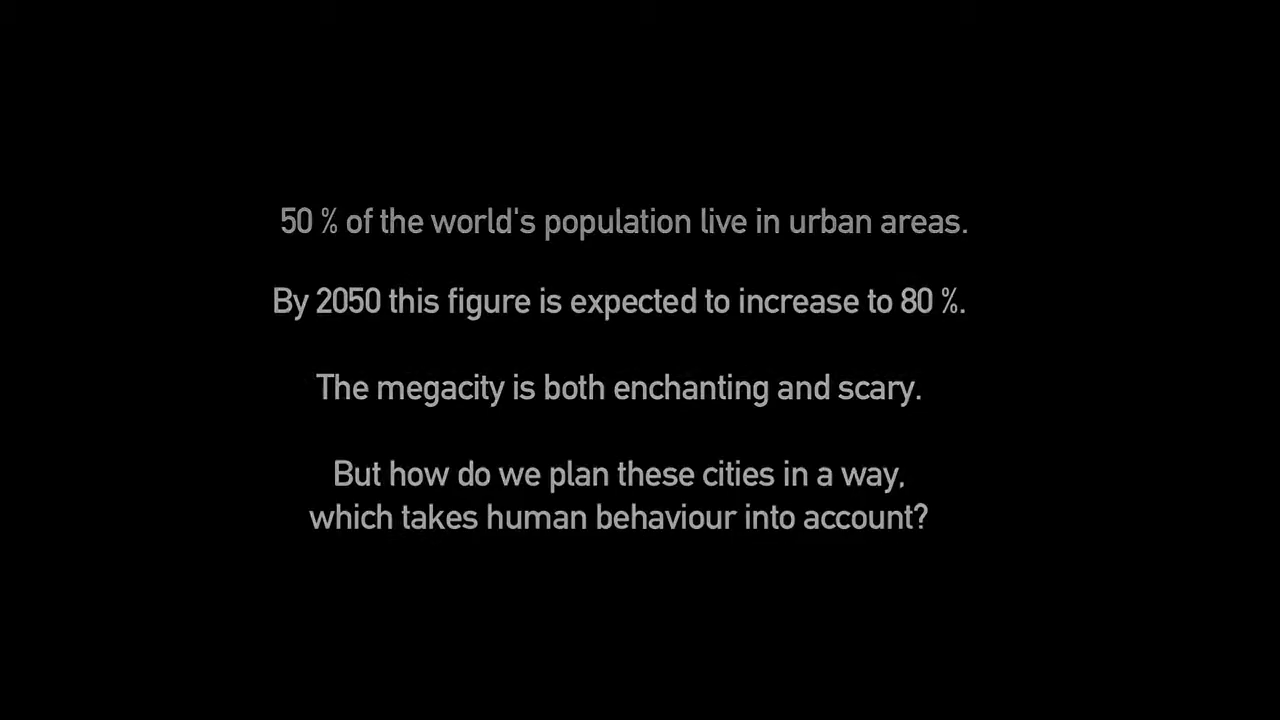 50 % of the world's population live in urban areas.
By 2050 this figure is expected to increase to 80 %.
The megacity is both enchanting and scary.
But how do we plan these cities in a way,
which takes human behaviour into account?